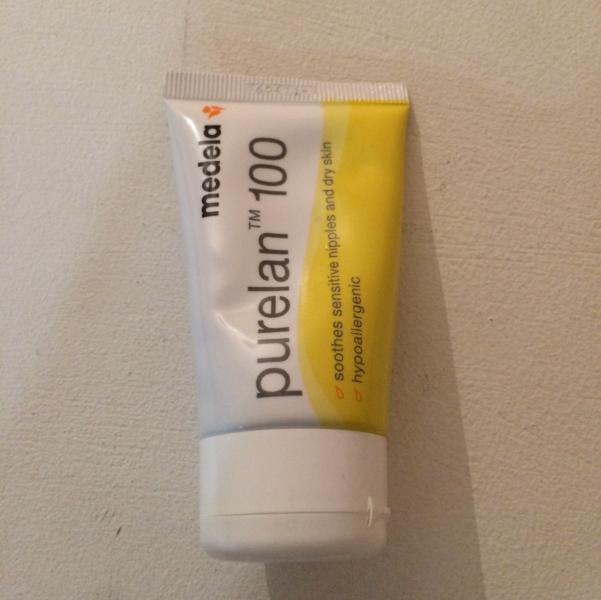 medela
purelan™ 100
soothes sensitive nipples and dry skin
hypoallergenic